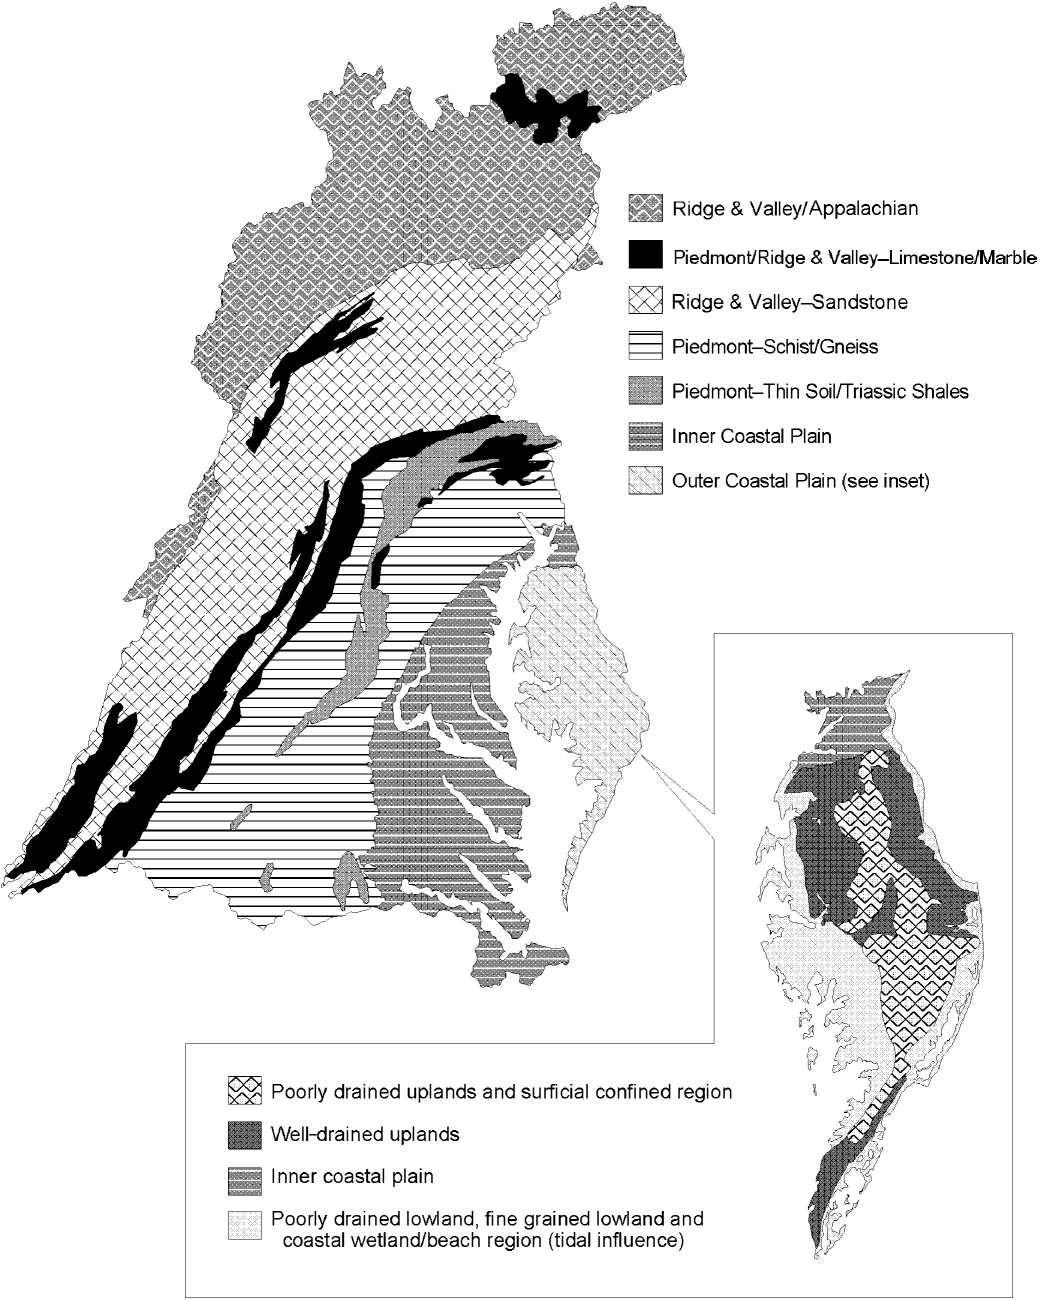 Ridge & Valley/Appalachian
Piedmont/Ridge & Valley–Limestone/Marble
Ridge & Valley–Sandstone
Piedmont–Schist/Gneiss
Piedmont–Thin Soil/Triassic Shales
Inner Coastal Plain
Outer Coastal Plain (see inset)
Poorly drained uplands and surficial confined region
Well–drained uplands
Inner coastal plain
Poorly drained lowland, fine grained lowland and
coastal wetland/beach region (tidal influence)